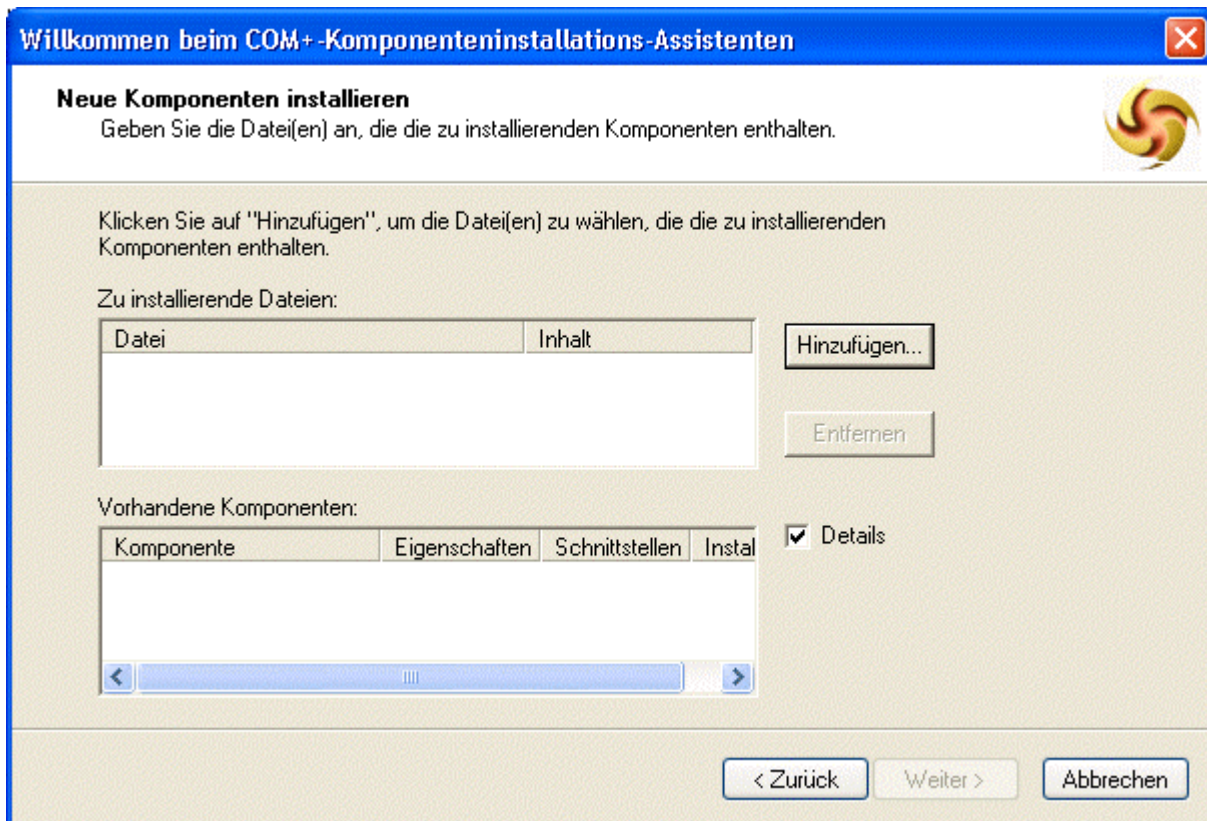 Willkommen beim COM+-Komponenteninstallations-Assistenten
Neue Komponenten installieren
Geben Sie die Datei(en) an, die die zu installierenden Komponenten enthalten.
Klicken Sie auf "Hinzufügen", um die Datei(en) zu wählen, die die zu installierenden
Komponenten enthalten.
Zu installierende Dateien:
Datei Inhalt
Hinzufügen...
Entfernen
Vorhandene Komponenten:
Komponente Eigenschaften Schnittstellen Instal
Details
< Zurück Weiter > Abbrechen